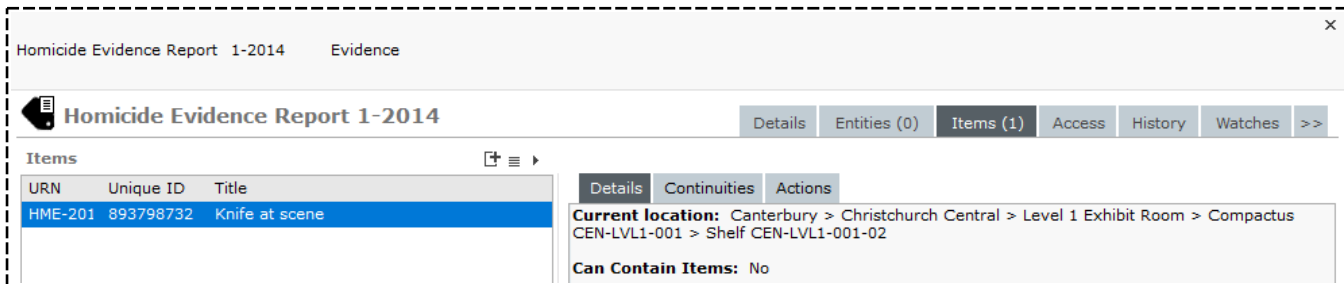 ×
Homicide Evidence Report 1-2014 Evidence
Homicide Evidence Report 1-2014
Details Entities (0) Items (1) Access History Watches >>
Items
URN Unique ID Title
HME-201 893798732 Knife at scene
Details Continuities Actions
Current location: Canterbury > Christchurch Central > Level 1 Exhibit Room > Compactus
CEN-LVL1-001 > Shelf CEN-LVL1-001-02
Can Contain Items: No